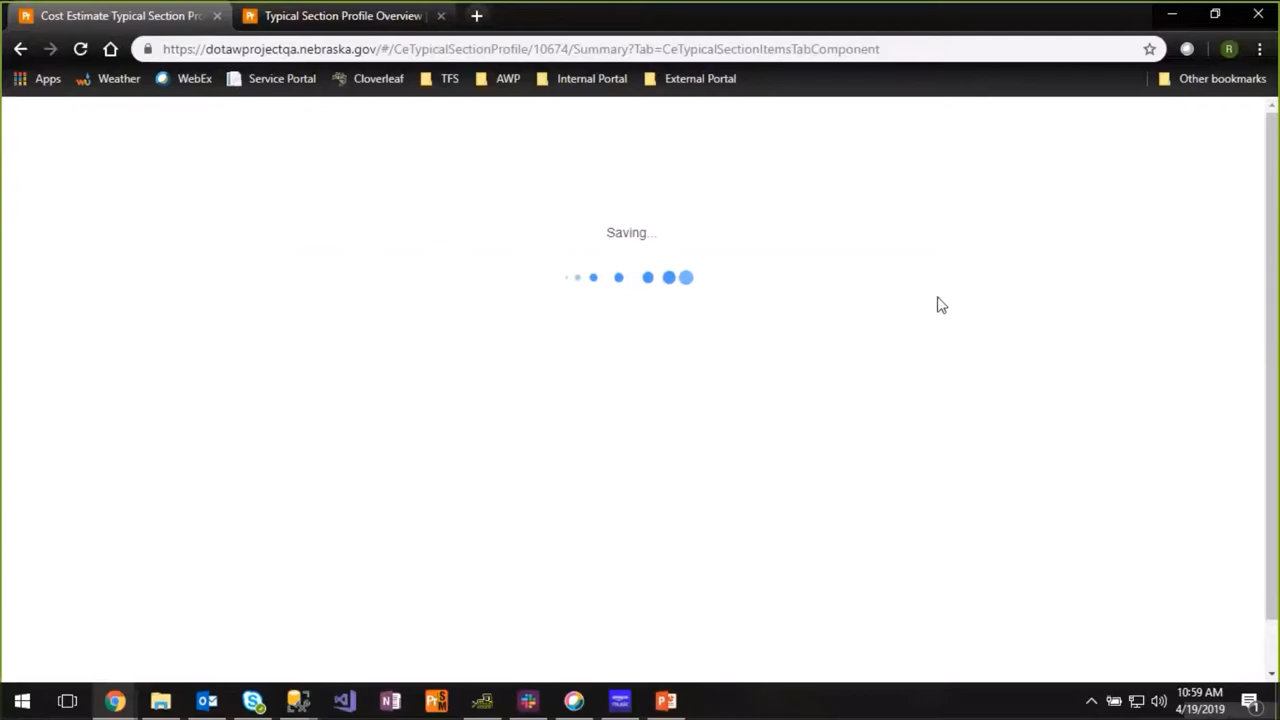 Cost Estimate Typical Section Pro
Typical Section Profile Overview
https://dotawprojectqa.nebraska.gov/#/CeTypicalSectionProfile/10674/Summary?Tab=CeTypicalSectionItemsTabComponent
R
Apps Weather WebEx Service Portal Cloverleaf TFS AWP Internal Portal External Portal Other bookmarks
Saving...
10:59 AM
4/19/2019